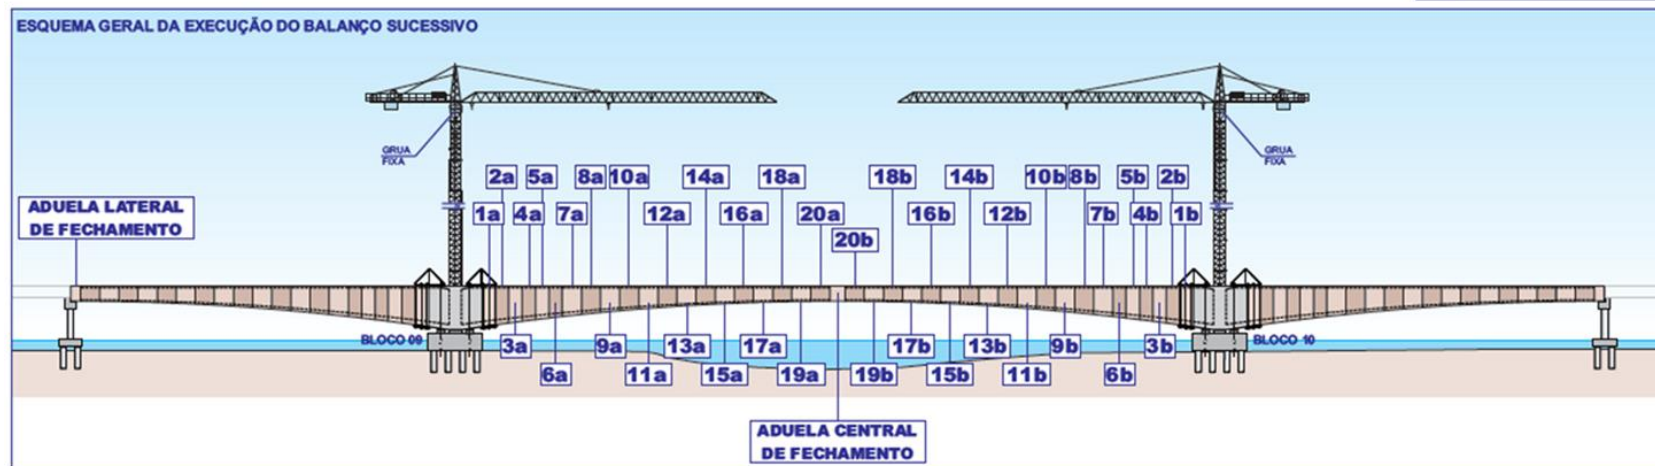 ESQUEMA GERAL DA EXECUÇÃO DO BALANÇO SUCESSIVO
GRUA
FIXA
GRUA
FIXA
2a 5a 8a 10a 14a 18a 18b 14b 10b 8b 5b 2b
1a 4a 7a 12a 16a 20a 16b 12b 7b 4b 1b
20b
ADUELA LATERAL
DE FECHAMENTO
BLOCO 09
BLOCO 10
3a 9a 13a 17a 17b 13b 9b 3b
6a 11a 15a 19a 19b 15b 11b 6b
ADUELA CENTRAL
DE FECHAMENTO